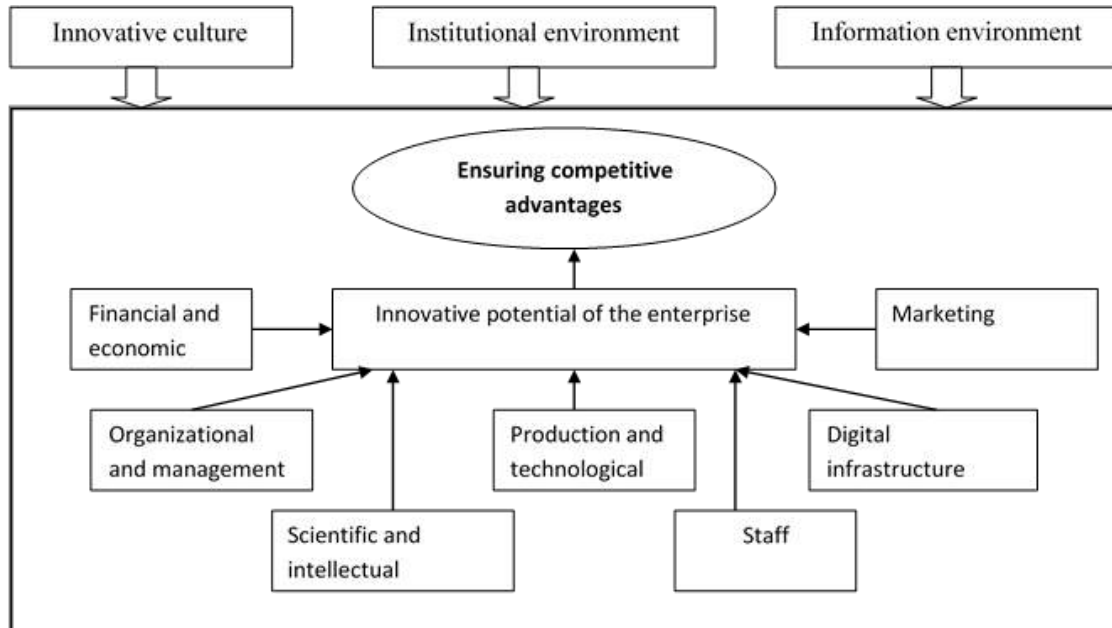 Innovative culture
Institutional environment
Information environment
Ensuring competitive
advantages
Financial and
economic
Innovative potential of the enterprise
Marketing
Organizational
and management
Production and
technological
Digital
infrastructure
Scientific and
intellectual
Staff